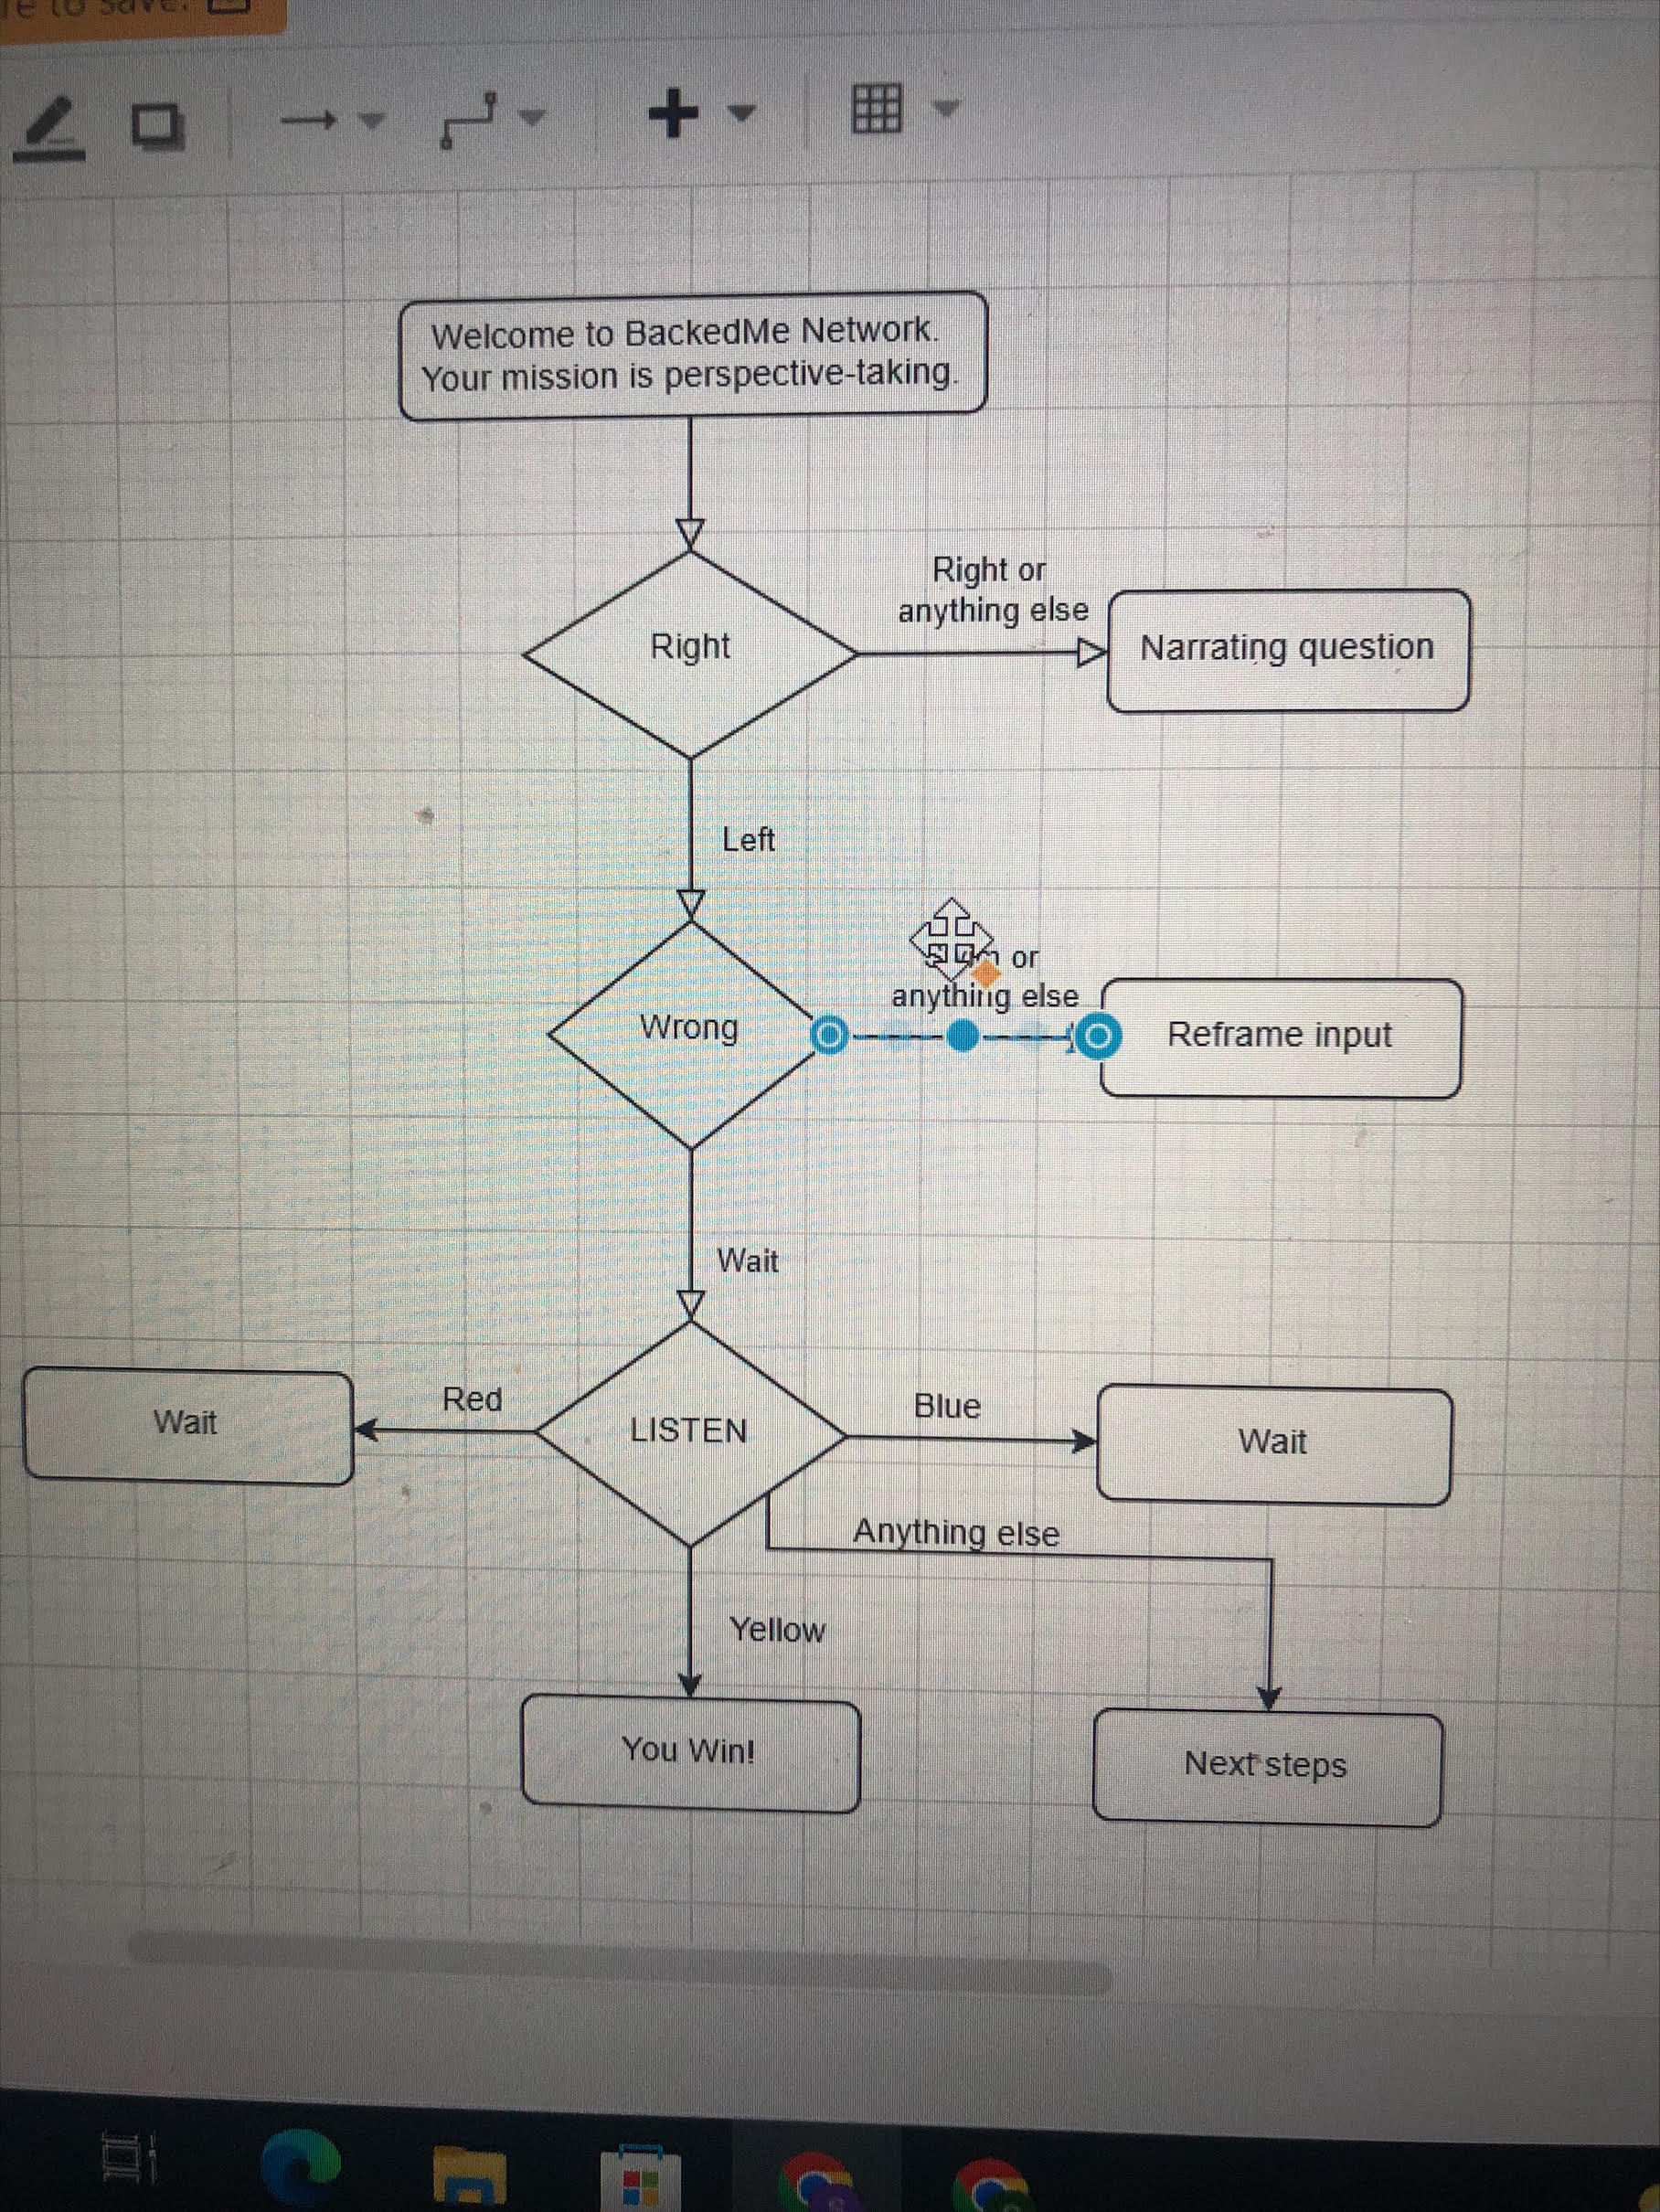 to save.
Welcome to BackedMe Network.
Your mission is perspective-taking.
Right or
anything else
Right
Narrating question
Left
or
anything else
Wrong
Reframe input
Wait
Red
Blue
Wait
LISTEN
Wait
Anything else
Yellow
You Win!
Next steps